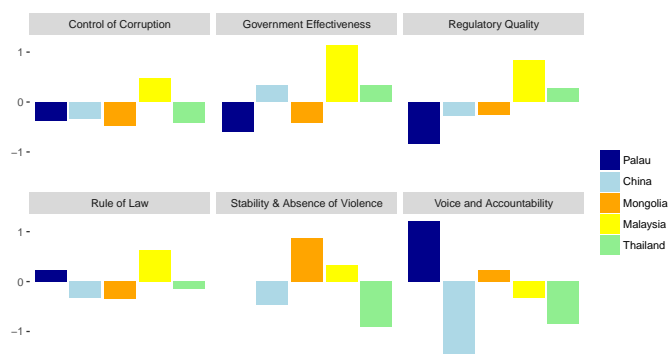 Control of Corruption
Government Effectiveness
Regulatory Quality
1
0
−1
Rule of Law
Stability & Absence of Violence
Voice and Accountability
1
0
−1
Palau
China
Mongolia
Malaysia
Thailand